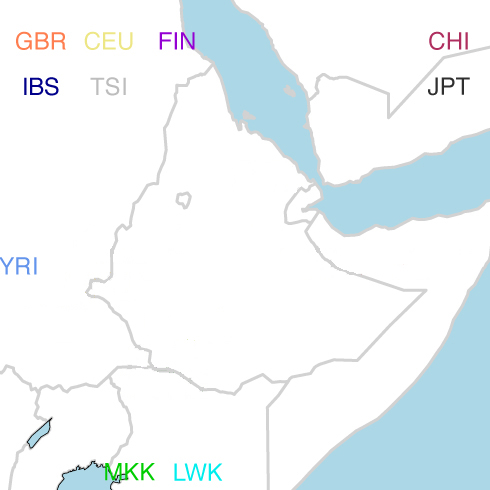 GBR CEU FIN CHI
IBS TSI JPT
YRI
MKK LWK